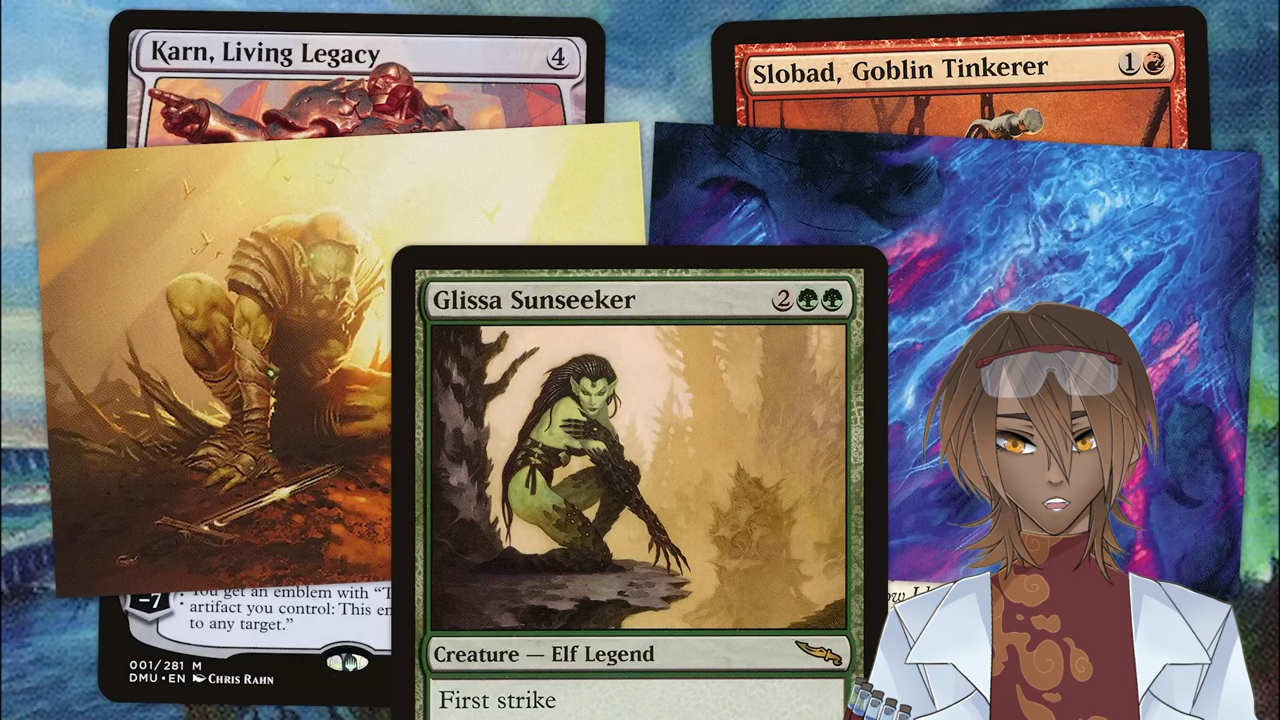 Karn, Living Legacy 4
Slobad, Goblin Tinkerer 1
Glissa Sunseeker 2
Creature — Elf Legend
First strike
-7 : You get an emblem with “T
artifact you control: This en
to any target.”
001/281 M
DMU • EN Chris Rahn